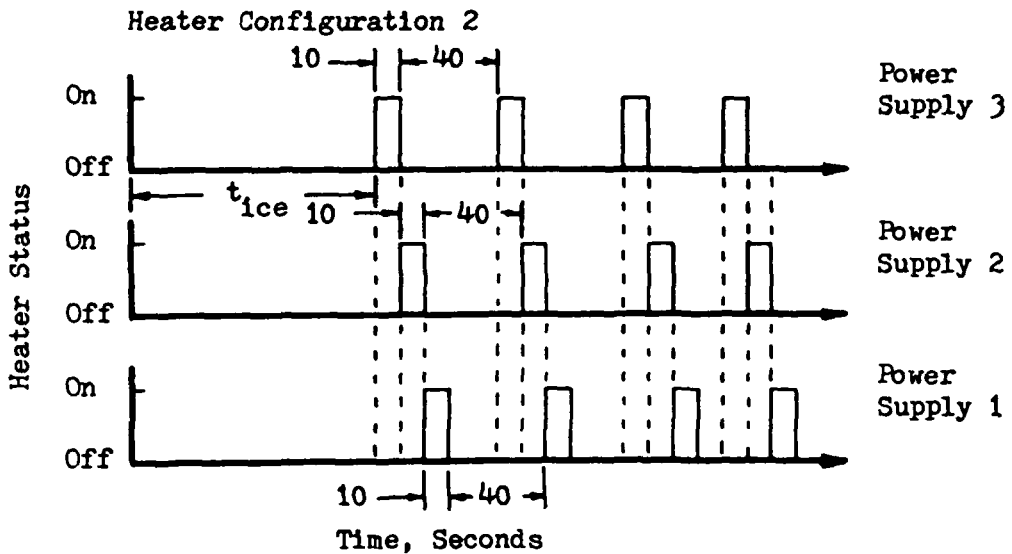 Heater Configuration 2
10 40
On
Off
Power
Supply 3
t ice
10 40
On
Off
Power
Supply 2
Heater Status
On
Off
Power
Supply 1
10 40
Time, Seconds